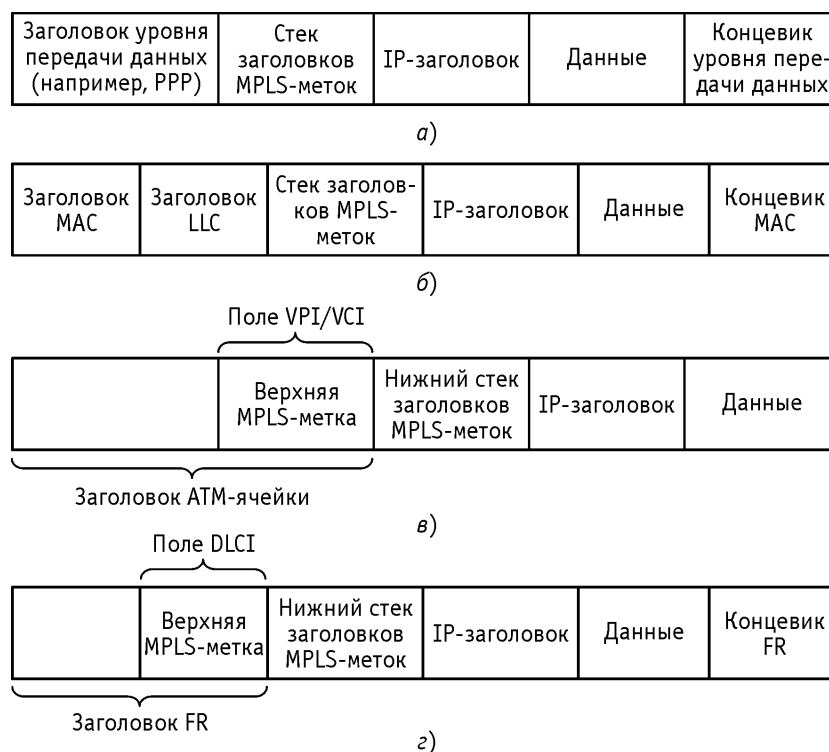 Заголовок уровня
передачи данных
(например, PPP)
Стек
заголовков
MPLS-меток
IP-заголовок
Данные
Концевик
уровня пере-
дачи данных
а)
Заголовок
MAC
Заголовок
LLC
Стек заголов-
ков MPLS-
меток
IP-заголовок
Данные
Концевик
MAC
б)
Поле VPI/VCI
Верхняя
MPLS-метка
Нижний стек
заголовков
MPLS-меток
IP-заголовок
Данные
Заголовок ATM-ячейки
в)
Поле DLCI
Верхняя
MPLS-метка
Нижний стек
заголовков
MPLS-меток
IP-заголовок
Данные
Концевик
FR
Заголовок FR
г)